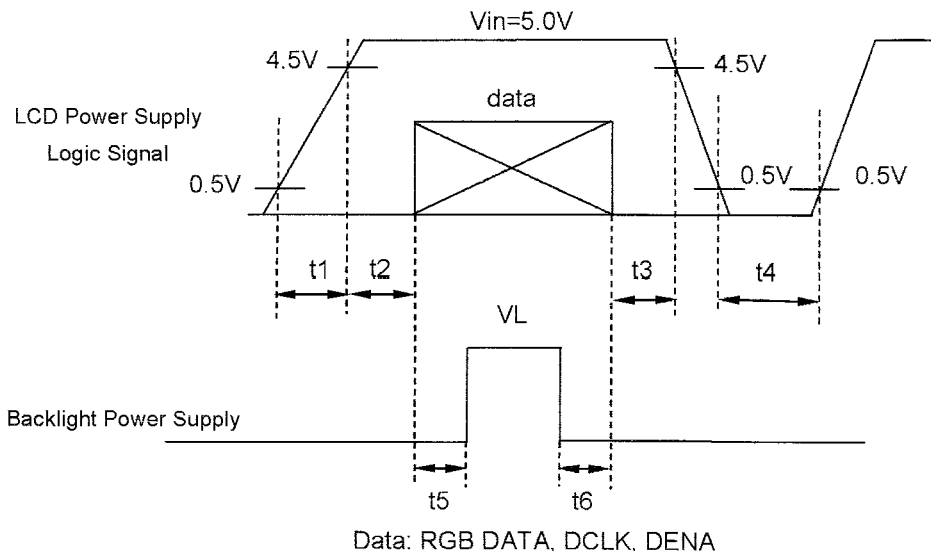 Vin=5.0V
4.5V
4.5V
data
LCD Power Supply
Logic Signal
0.5V
0.5V
0.5V
t1
t2
t3
t4
VL
Backlight Power Supply
t5
t6
Data: RGB DATA, DCLK, DENA